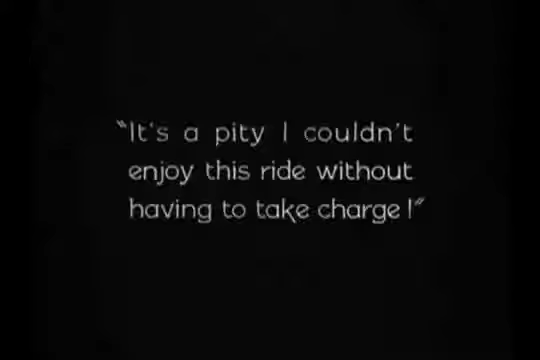 "It's a pity I couldn't
enjoy this ride without
having to take charge!"